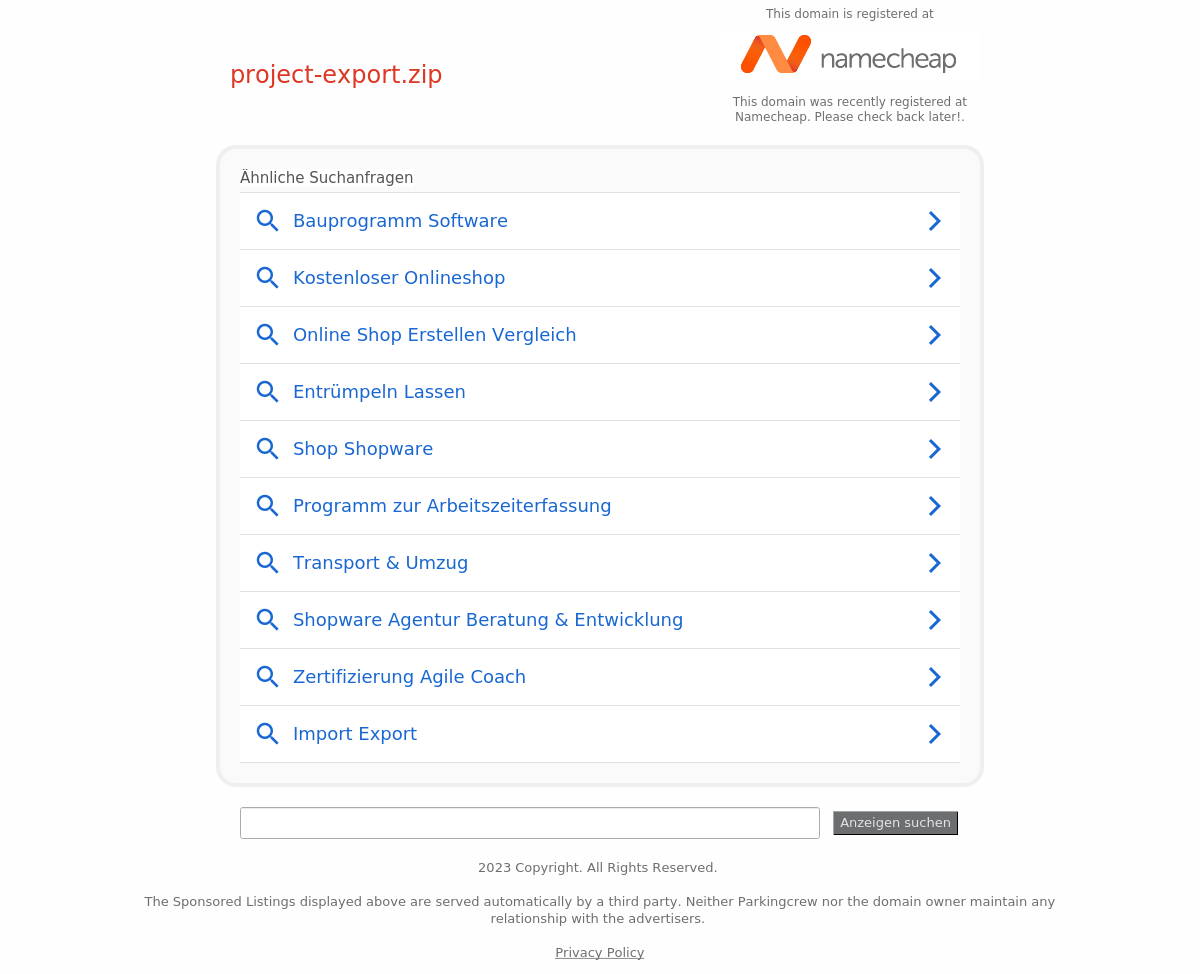 This domain is registered at
namecheap
project-export.zip
This domain was recently registered at
Namecheap. Please check back later!.
Ähnliche Suchanfragen
Bauprogramm Software
Kostenloser Onlineshop
Online Shop Erstellen Vergleich
Entrümpeln Lassen
Shop Shopware
Programm zur Arbeitszeiterfassung
Transport & Umzug
Shopware Agentur Beratung & Entwicklung
Zertifizierung Agile Coach
Import Export
Anzeigen suchen
2023 Copyright. All Rights Reserved.
The Sponsored Listings displayed above are served automatically by a third party. Neither Parkingcrew nor the domain owner maintain any
relationship with the advertisers.
Privacy Policy